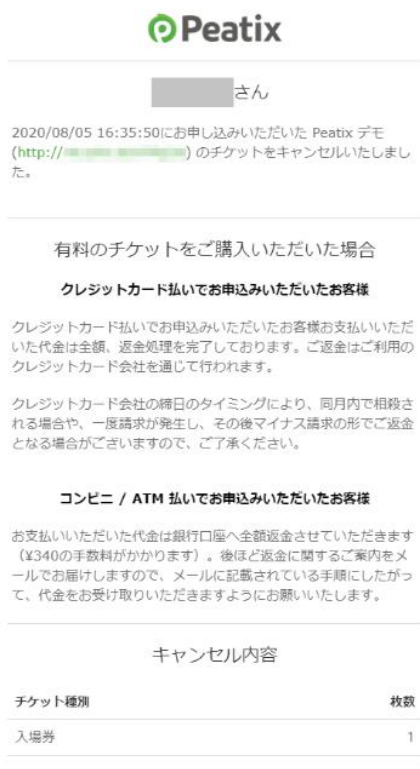 Peatix
さん
2020/08/05 16:35:50にお申し込みいただいた Peatix デモ
(http://) のチケットをキャンセルいたしまし
た。
有料のチケットをご購入いただいた場合
クレジットカード払いでお申込みいただいたお客様
クレジットカード払いでお申込みいただいたお客様お支払いいただ
いた代金は全額、返金処理を完了しております。ご返金はご利用の
クレジットカード会社を通じて行われます。
クレジットカード会社の締日のタイミングにより、同月内で相殺さ
れる場合や、一度請求が発生し、その後マイナス請求の形でご返金
となる場合がございますので、ご了承ください。
コンビニ / ATM 払いでお申込みいただいたお客様
お支払いいただいた代金は銀行口座へ全額返金させていただきます
（¥340の手数料がかかります）。後ほど返金に関するご案内をメ
ールでお届けしますので、メールに記載されている手順にしたがっ
て、代金をお受け取りいただきますようにお願いいたします。
キャンセル内容
チケット種別 枚数
入場券 1